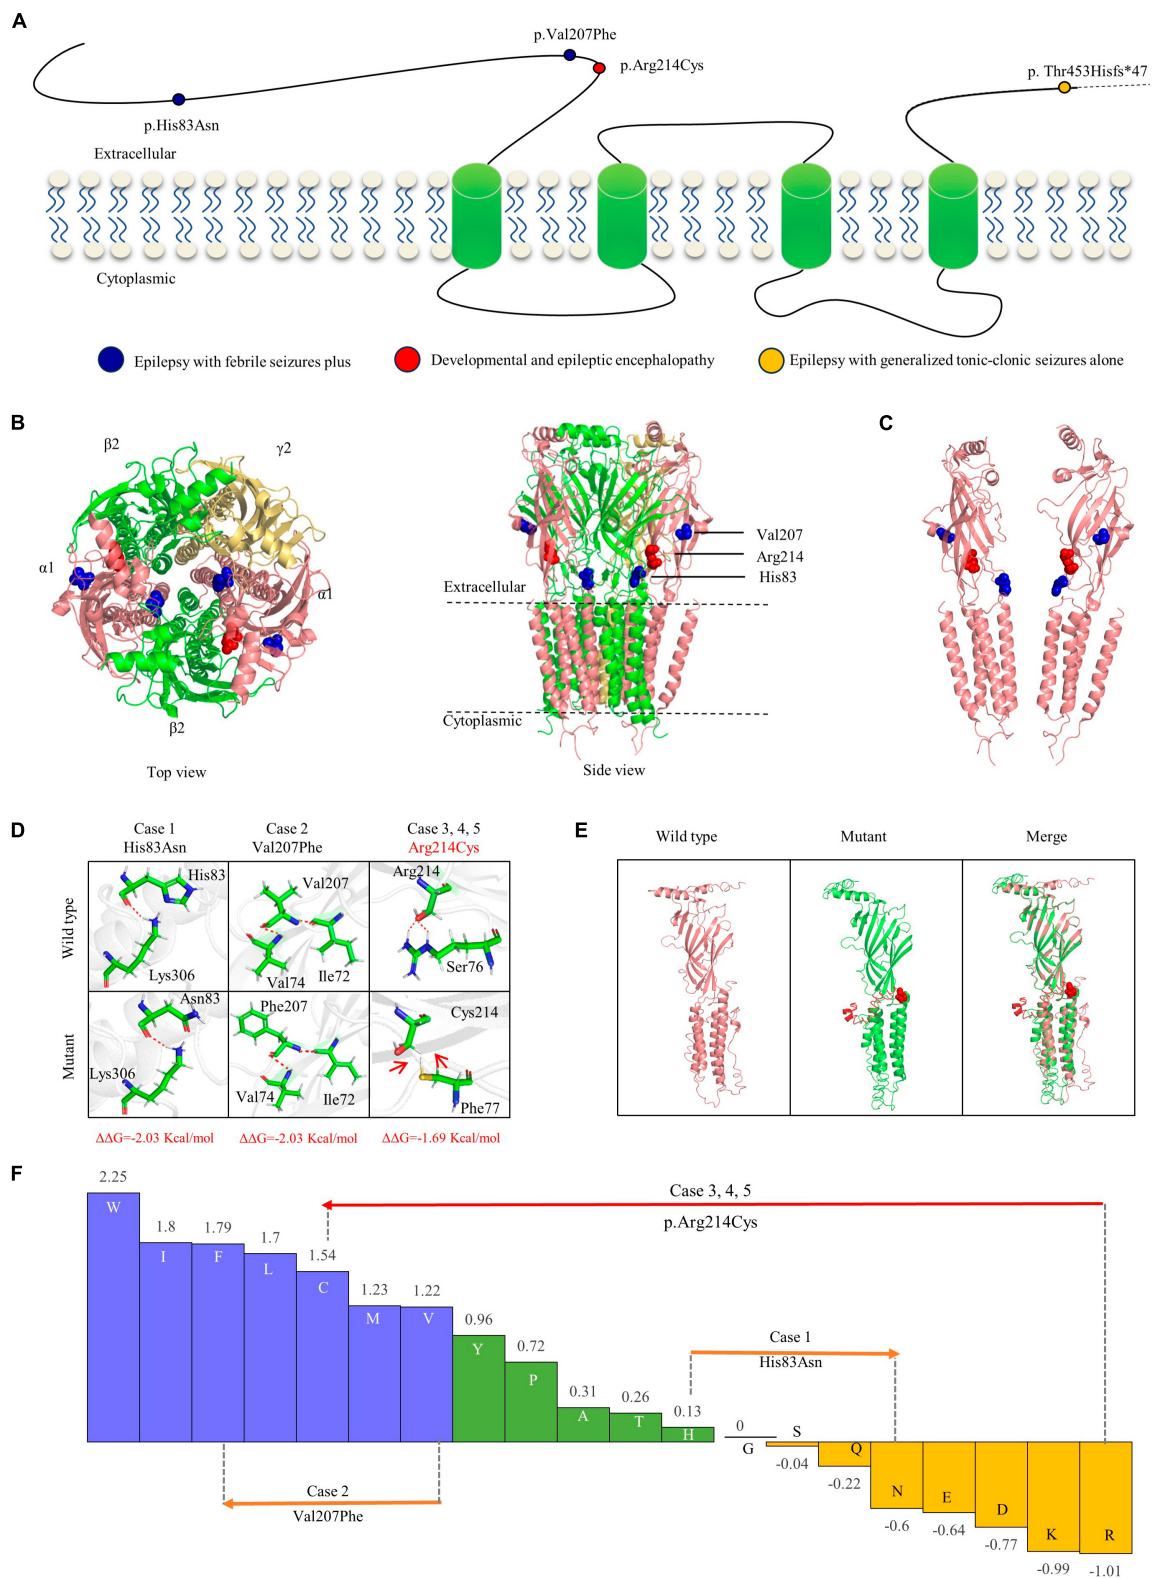 A
p.Val207Phe
p.Arg214Cys
p. Thr453Hisfs*47
p.His83Asn
Extracellular
Cytoplasmic
Epilepsy with febrile seizures plus
Developmental and epileptic encephalopathy
Epilepsy with generalized tonic-clonic seizures alone
B
β2
γ2
α1
α1
β2
Top view
Val207
Arg214
His83
Extracellular
Cytoplasmic
Side view
C
D
Case 1
His83Asn
Case 2
Val207Phe
Case 3, 4, 5
Arg214Cys
Wild type
His83
Lys306
Val207
Val74
Ile72
Arg214
Ser76
Mutant
Asn83
Lys306
Phe207
Val74
Ile72
Cys214
Phe77
ΔΔG=-2.03 Kcal/mol
ΔΔG=-2.03 Kcal/mol
ΔΔG=-1.69 Kcal/mol
E
Wild type
Mutant
Merge
F
2.25
W
1.8
I
1.79
F
1.7
L
1.54
C
1.23
M
1.22
V
0.96
Y
0.72
P
0.31
A
0.26
T
0.13
H
0
G
S
-0.04
Q
-0.22
N
-0.6
E
-0.64
D
-0.77
K
-0.99
R
-1.01
Case 3, 4, 5
p.Arg214Cys
Case 1
His83Asn
Case 2
Val207Phe